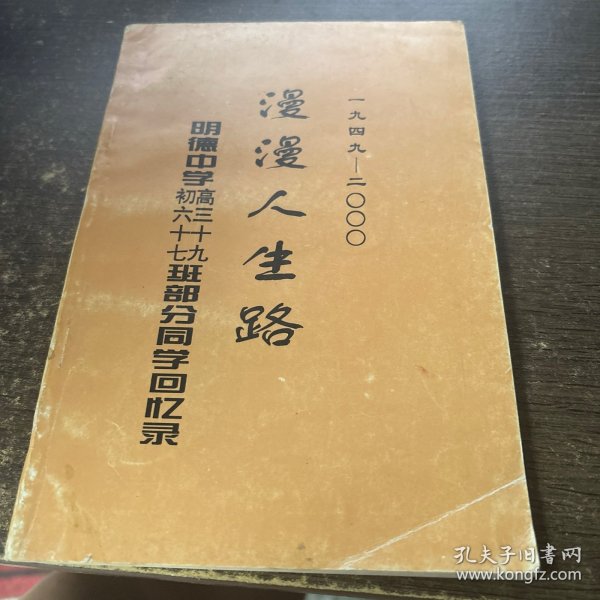 一九四九—二〇〇〇
漫漫人生路
明德中学高三十九
初六十七班部分同学回忆录
孔夫子旧书网
www.kongfz.com